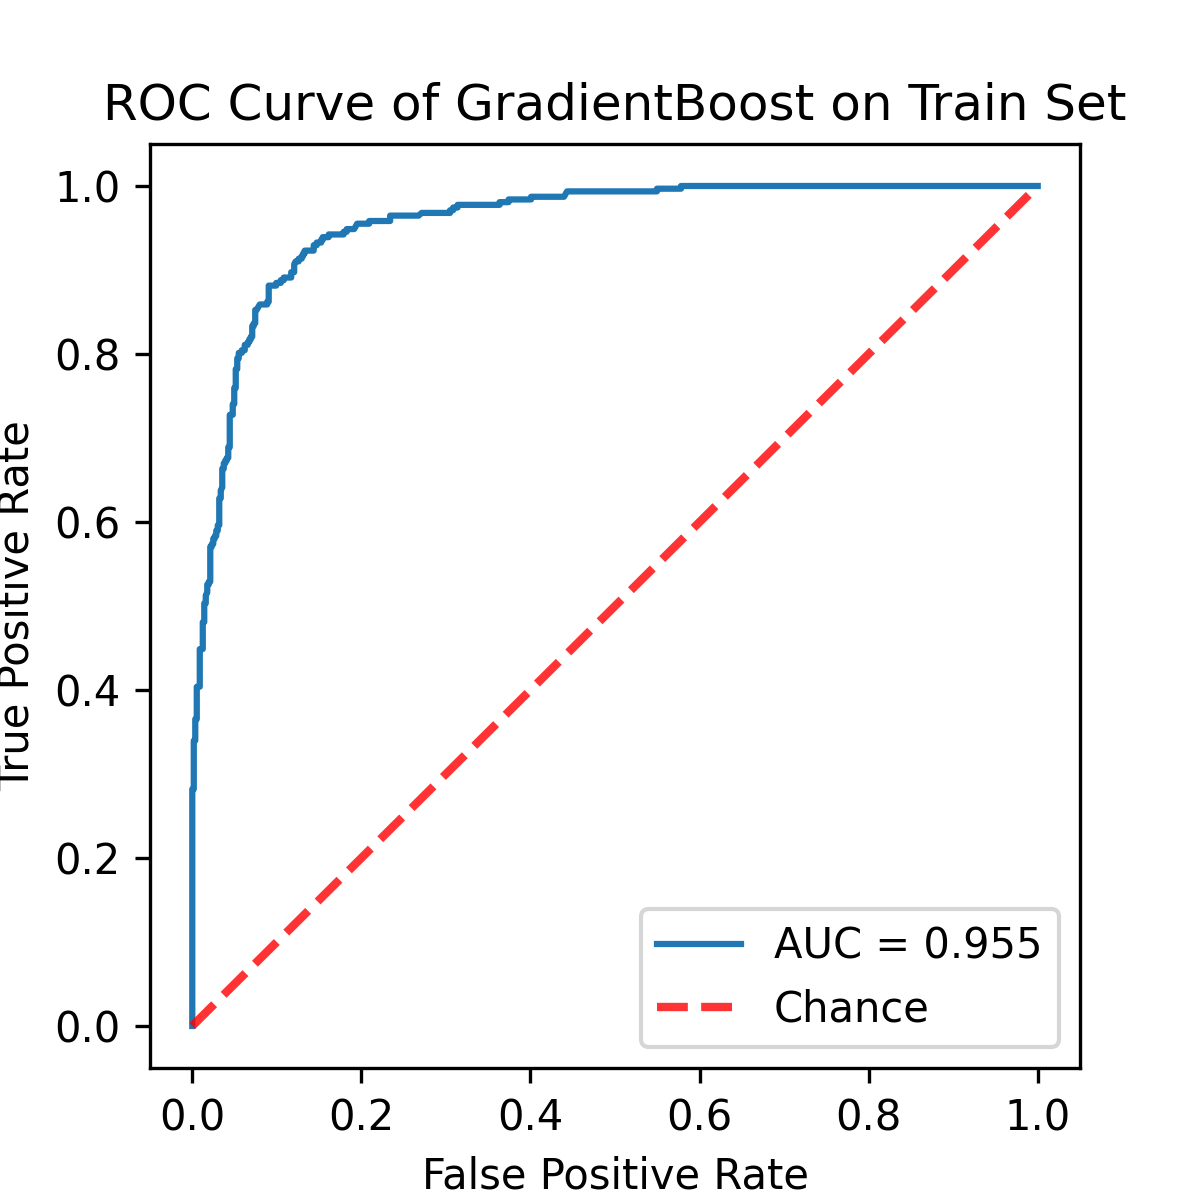 ROC Curve of GradientBoost on Train Set
True Positive Rate
1.0
0.8
0.6
0.4
0.2
0.0
AUC = 0.955
Chance
0.0 0.2 0.4 0.6 0.8 1.0
False Positive Rate